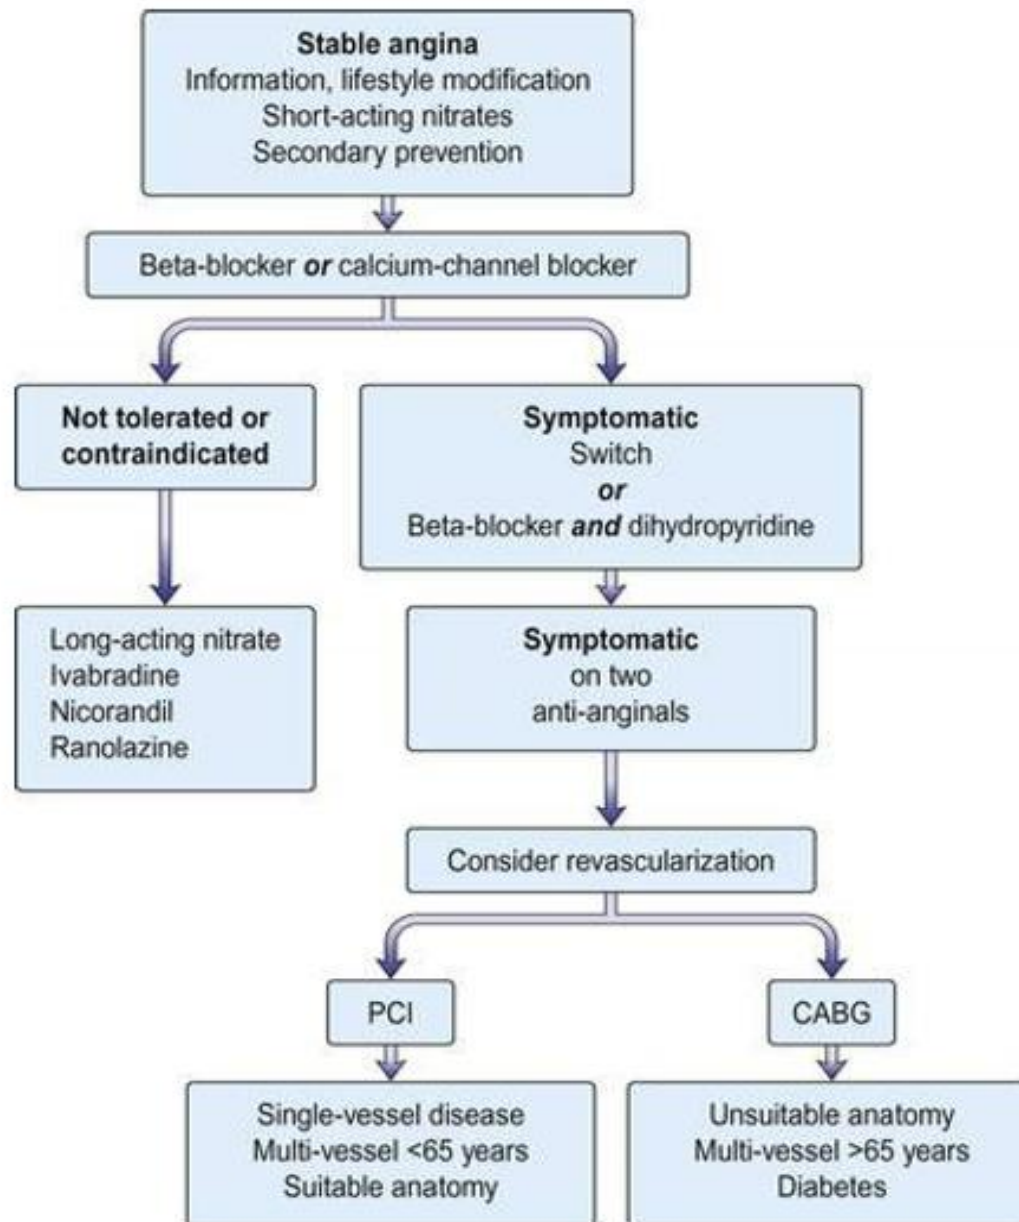 Stable angina
Information, lifestyle modification
Short-acting nitrates
Secondary prevention
Beta-blocker or calcium-channel blocker
Not tolerated or
contraindicated
Long-acting nitrate
Ivabradine
Nicorandil
Ranolazine
Symptomatic
Switch
or
Beta-blocker and dihydropyridine
Symptomatic
on two
anti-anginals
Consider revascularization
PCI
Single-vessel disease
Multi-vessel <65 years
Suitable anatomy
CABG
Unsuitable anatomy
Multi-vessel >65 years
Diabetes